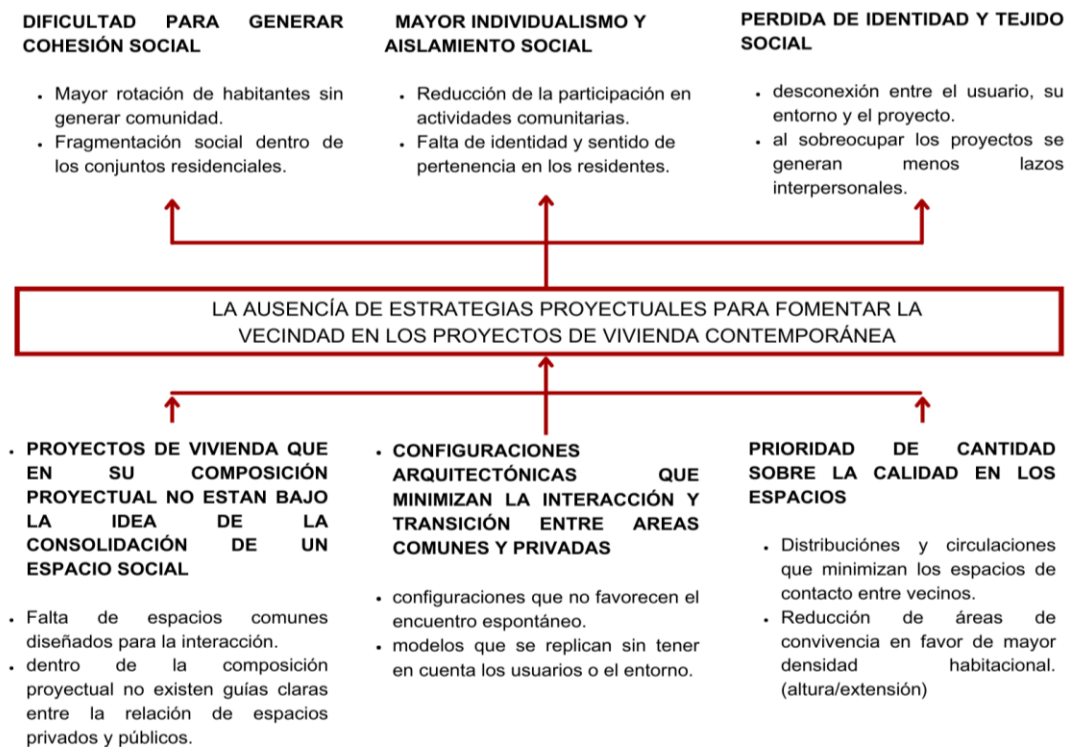 DIFICULTAD PARA GENERAR
COHESIÓN SOCIAL
• Mayor rotación de habitantes sin
generar comunidad.
• Fragmentación social dentro de
los conjuntos residenciales.
MAYOR INDIVIDUALISMO Y
AISLAMIENTO SOCIAL
• Reducción de la participación en
actividades comunitarias.
• Falta de identidad y sentido de
pertenencia en los residentes.
PERDIDA DE IDENTIDAD Y TEJIDO
SOCIAL
• desconexión entre el usuario, su
entorno y el proyecto.
• al sobreocupar los proyectos se
generan menos lazos
interpersonales.
LA AUSENCÍA DE ESTRATEGIAS PROYECTUALES PARA FOMENTAR LA
VECINDAD EN LOS PROYECTOS DE VIVIENDA CONTEMPORÁNEA
• PROYECTOS DE VIVIENDA QUE
EN SU COMPOSICIÓN
PROYECTUAL NO ESTAN BAJO
LA IDEA DE LA
CONSOLIDACIÓN DE UN
ESPACIO SOCIAL
• Falta de espacios comunes
diseñados para la interacción.
• dentro de la composición
proyectual no existen guías claras
entre la relación de espacios
privados y públicos.
• CONFIGURACIONES
ARQUITECTÓNICAS QUE
MINIMIZAN LA INTERACCIÓN Y
TRANSICIÓN ENTRE AREAS
COMUNES Y PRIVADAS
• configuraciones que no favorecen el
encuentro espontáneo.
• modelos que se replican sin tener
en cuenta los usuarios o el entorno.
PRIORIDAD DE CANTIDAD
SOBRE LA CALIDAD EN LOS
ESPACIOS
• Distribuciónes y circulaciones
que minimizan los espacios de
contacto entre vecinos.
• Reducción de áreas de
convivencia en favor de mayor
densidad habitacional.
(altura/extensión)